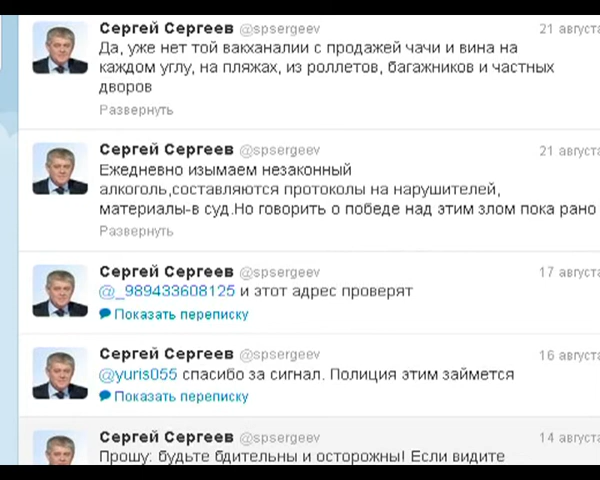 Сергей Сергеев @spsergeev 21 августа
Да, уже нет той вакханалии с продажей чачи и вина на
каждом углу, на пляжах, из роллетов, багажников и частных
дворов
Развернуть
Сергей Сергеев @spsergeev 21 августа
Ежедневно изымаем незаконный
алкоголь,составляются протоколы на нарушителей,
материалы-в суд.Но говорить о победе над этим злом пока рано
Развернуть
Сергей Сергеев @spsergeev 17 августа
@_989433608125 и этот адрес проверят
Показать переписку
Сергей Сергеев @spsergeev 16 августа
@yuris055 спасибо за сигнал. Полиция этим займется
Показать переписку
Сергей Сергеев @spsergeev 14 августа
Прошу: будьте бдительны и осторожны! Если видите